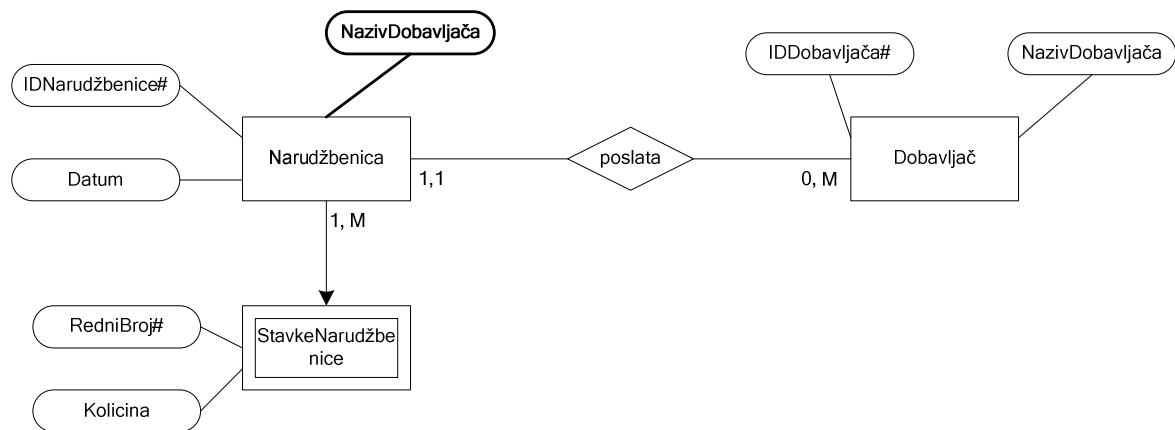 NazivDobavljača
IDDobavljača#
NazivDobavljača
IDNarudžbenice#
Narudžbenica
poslata
Dobavljač
Datum
1,1
0, M
1, M
RedniBroj#
StavkeNarudžbe
nice
Kolicina